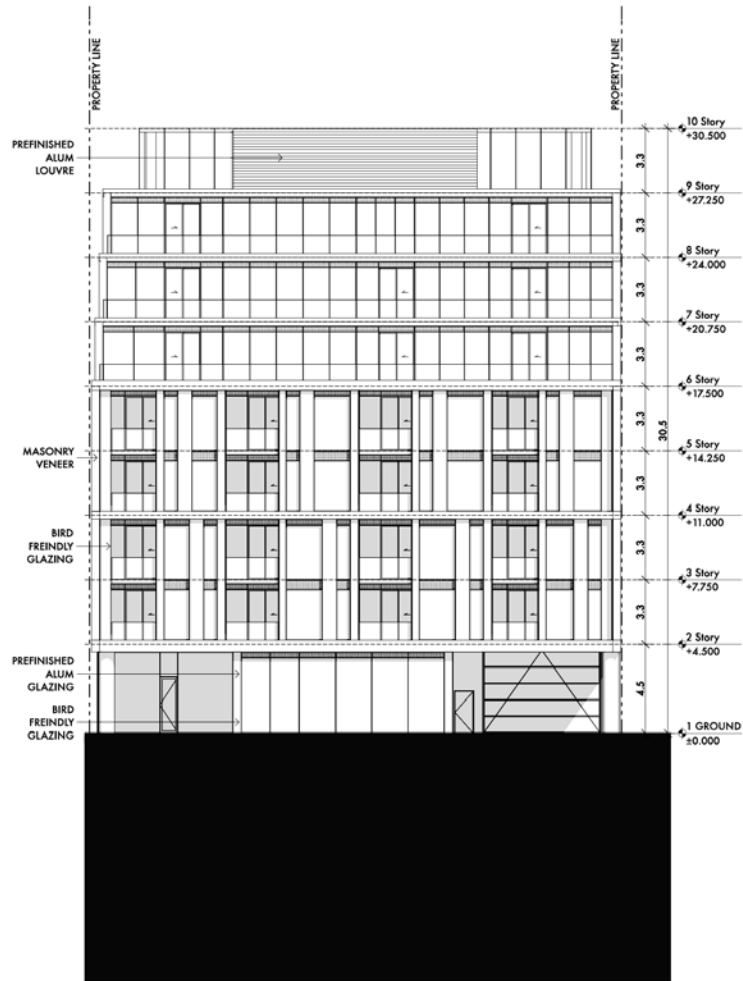 PROPERTY LINE
PROPERTY LINE
10 Story
+30.500
PREFINISHED
ALUM
LOUVRE
3.3
9 Story
+27.250
3.3
8 Story
+24.000
3.3
7 Story
+20.750
3.3
6 Story
+17.500
3.3
30.5
MASONRY
VENEER
5 Story
+14.250
3.3
4 Story
+11.000
BIRD
FREINDLY
GLAZING
3.3
3 Story
+7.750
3.3
2 Story
+4.500
PREFINISHED
ALUM
GLAZING
4.5
BIRD
FREINDLY
GLAZING
1 GROUND
±0.000